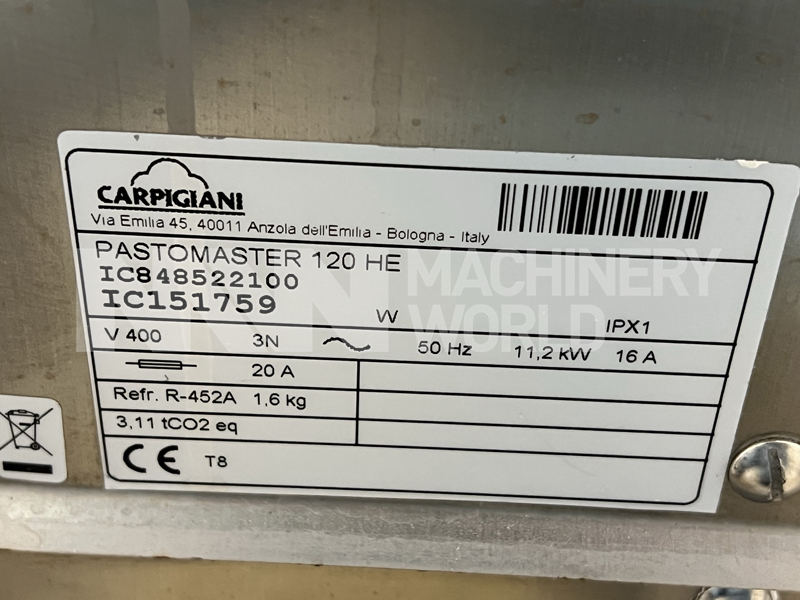 CARPIGIANI
Via Emilia 45, 40011 Anzola dell'Emilia - Bologna - Italy
PASTOMASTER 120 HE
IC848522100
IC151759
W
IPX1
V 400 3N 50 Hz 11,2 kW 16 A
20 A
Refr. R-452A 1,6 kg
3,11 tCO2 eq
CE T8
MACHINERY
WORLD